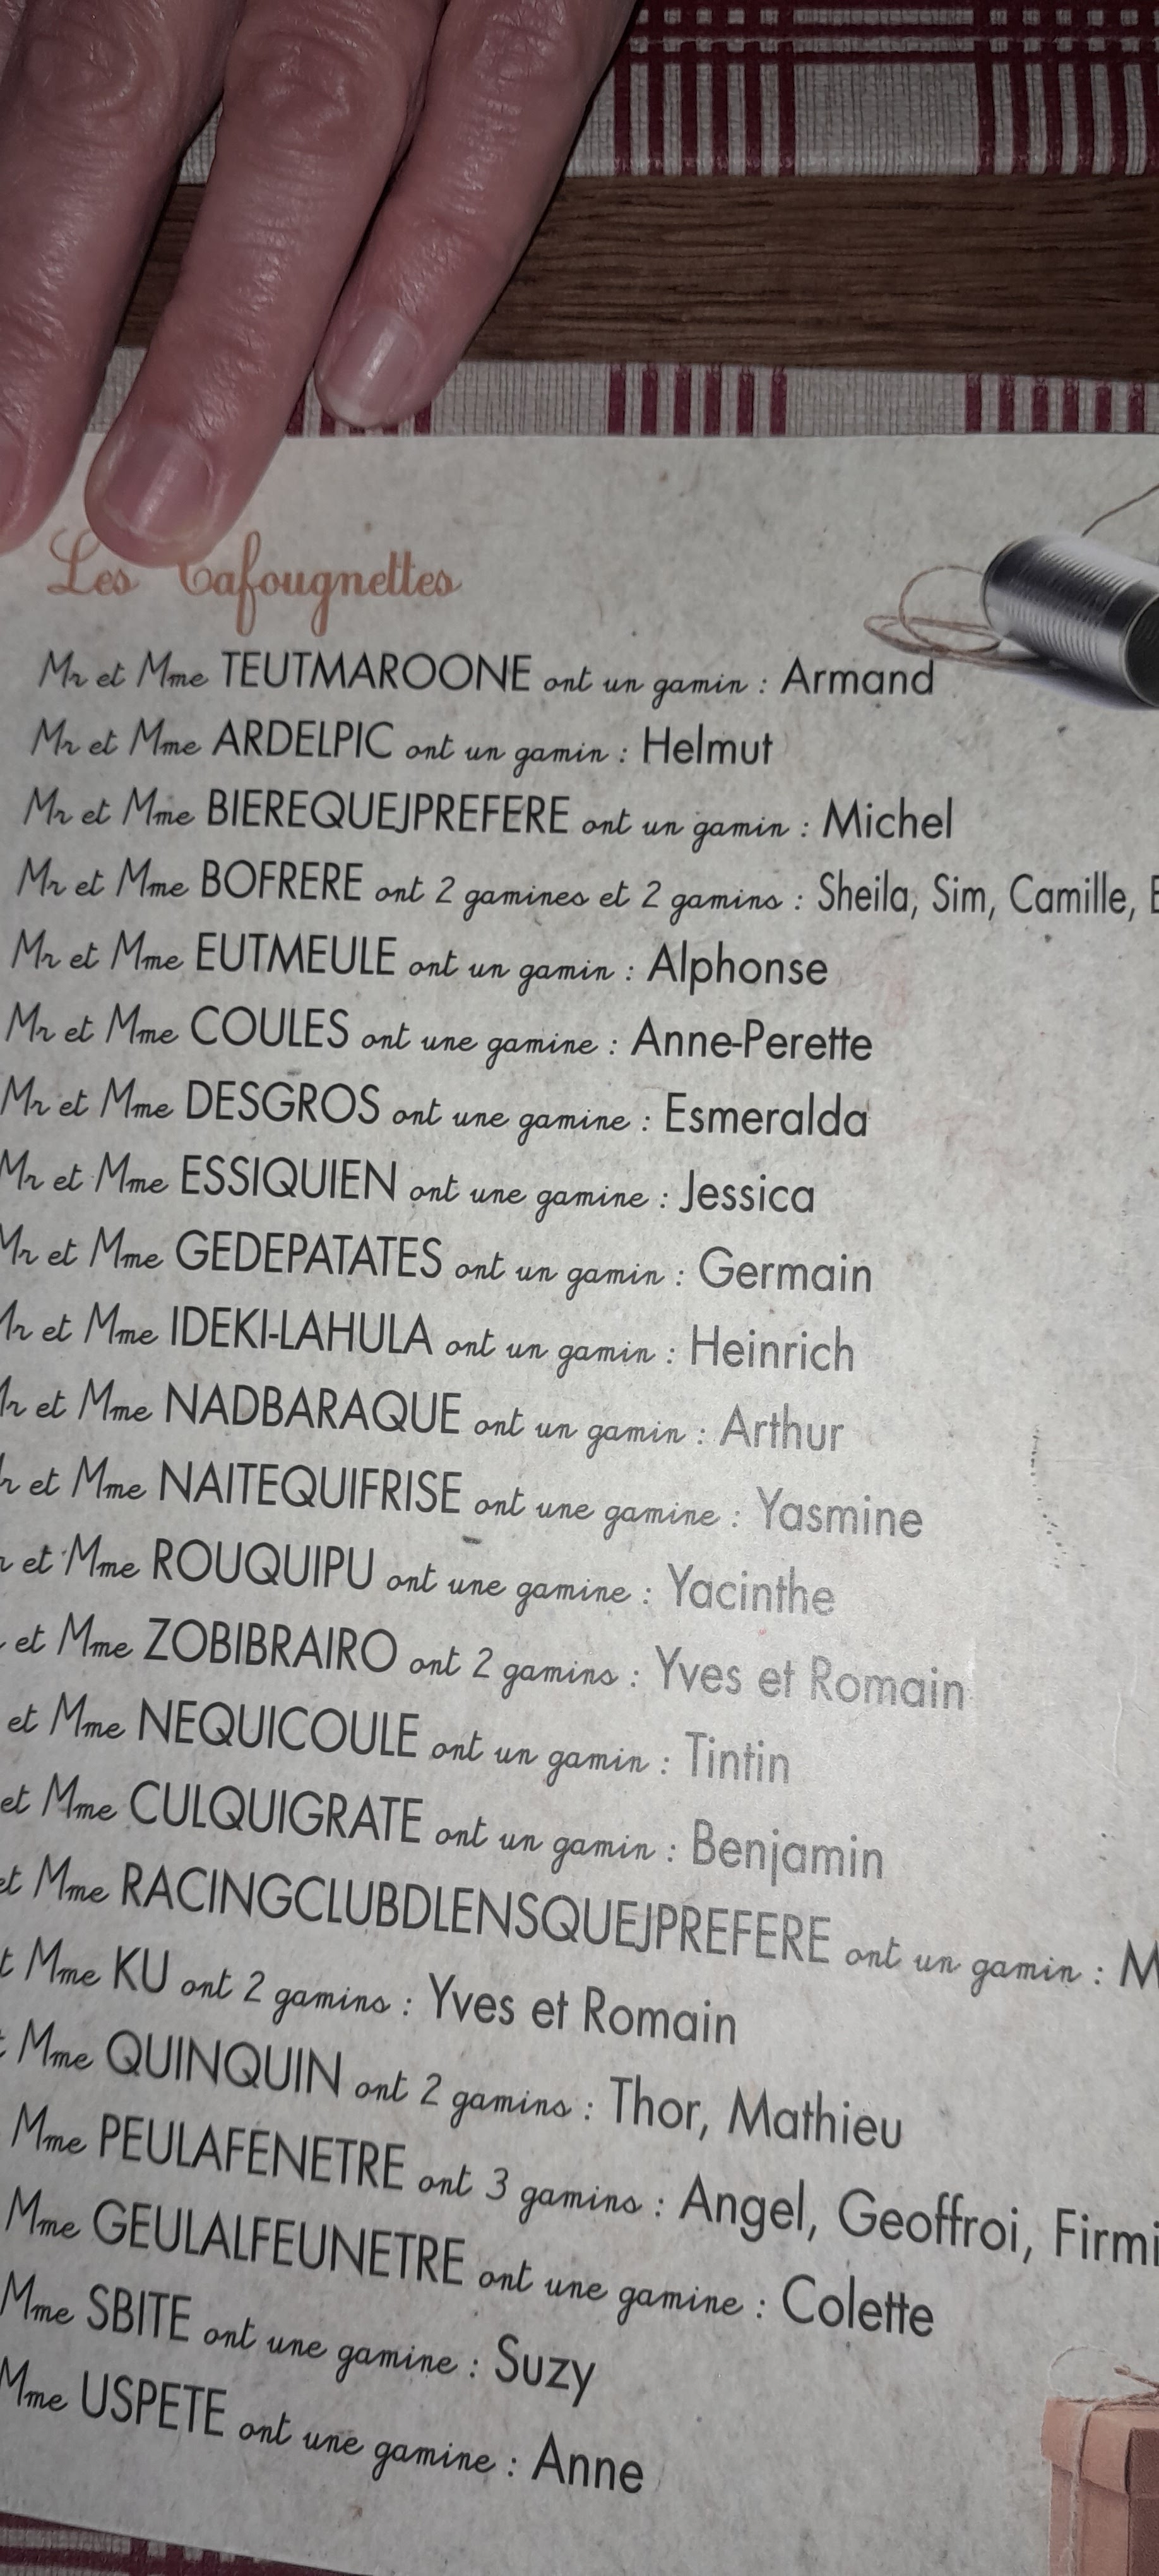 Les Cafougnettes
Mr et Mme TEUTMAROONE ont un gamin : Armand
Mr et Mme ARDELPIC ont un gamin : Helmut
Mr et Mme BIEREQUEJPREFERE ont un gamin : Michel
Mr et Mme BOFRERE ont 2 gamines et 2 gamins : Sheila, Sim, Camille,
Mr et Mme EUTMEULE ont un gamin : Alphonse
Mr et Mme COULES ont une gamine : Anne-Perette
Mr et Mme DESGROS ont une gamine : Esmeralda
Mr et Mme ESSIQUIEN ont une gamine : Jessica
Mr et Mme GEDEPATATES ont un gamin : Germain
Mr et Mme IDEKI-LAHULA ont un gamin : Heinrich
Mr et Mme NADBARAQUE ont un gamin : Arthur
et Mme NAITEQUIFRISE ont une gamine : Yasmine
et Mme ROUQUIPU ont une gamine : Yacinthe
et Mme ZOBIBRAIRO ont 2 gamins : Yves et Romain
et Mme NEQUICOULE ont un gamin : Tintin
et Mme CULQUIGRATE ont un gamin : Benjamin
et Mme RACINGCLUBDLENSQUEJPREFERE ont un gamin :
Mme KU ont 2 gamins : Yves et Romain
Mme QUINQUIN ont 2 gamins : Thor, Mathieu
Mme PEULAFENETRE ont 3 gamins : Angel, Geoffroi, Firmi
Mme GEULALFEUNETRE ont une gamine : Colette
Mme SBITE ont une gamine : Suzy
Mme USPETE ont une gamine : Anne